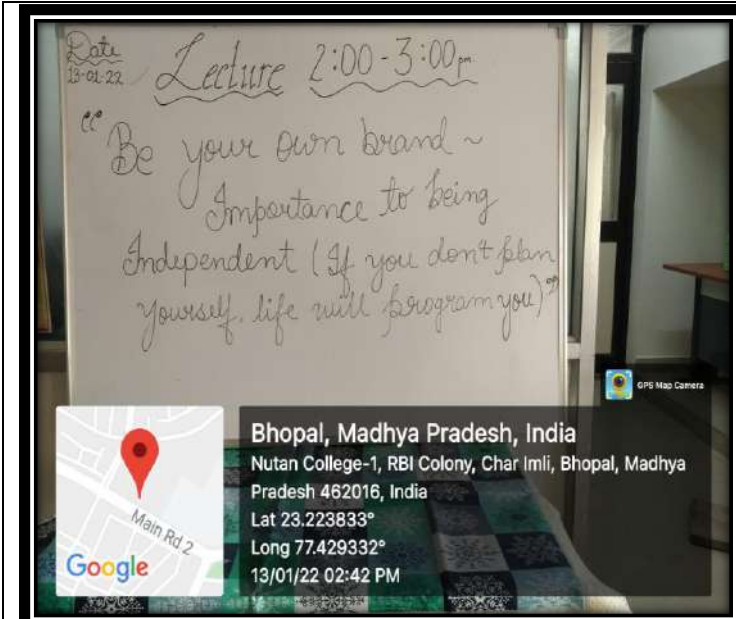 Date
13-01-22
Lecture 2:00-3:00pm
"Be your own brand ~
Importance to being
Independent (If you don't plan
yourself. life will program you)"
GPS Map Camera
Bhopal, Madhya Pradesh, India
Nutan College-1, RBI Colony, Char Imli, Bhopal, Madhya
Pradesh 462016, India
Lat 23.223833°
Long 77.429332°
13/01/22 02:42 PM
Main Rd 2
Google